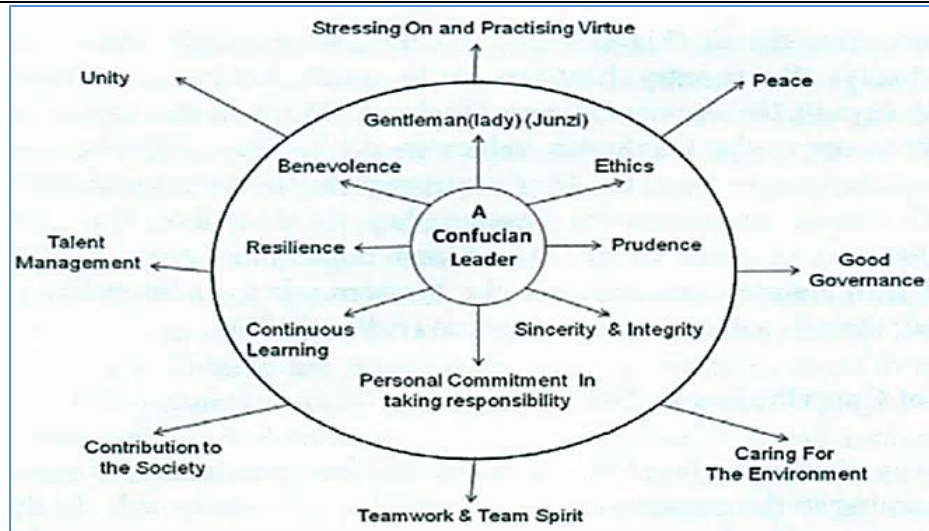 Stressing On and Practising Virtue
Unity
Peace
Gentleman(lady) (Junzi)
Benevolence
Ethics
A
Confucian
Leader
Resilience
Prudence
Talent
Management
Good
Governance
Continuous
Learning
Sincerity & Integrity
Personal Commitment In
taking responsibility
Contribution to
the Society
Caring For
The Environment
Teamwork & Team Spirit